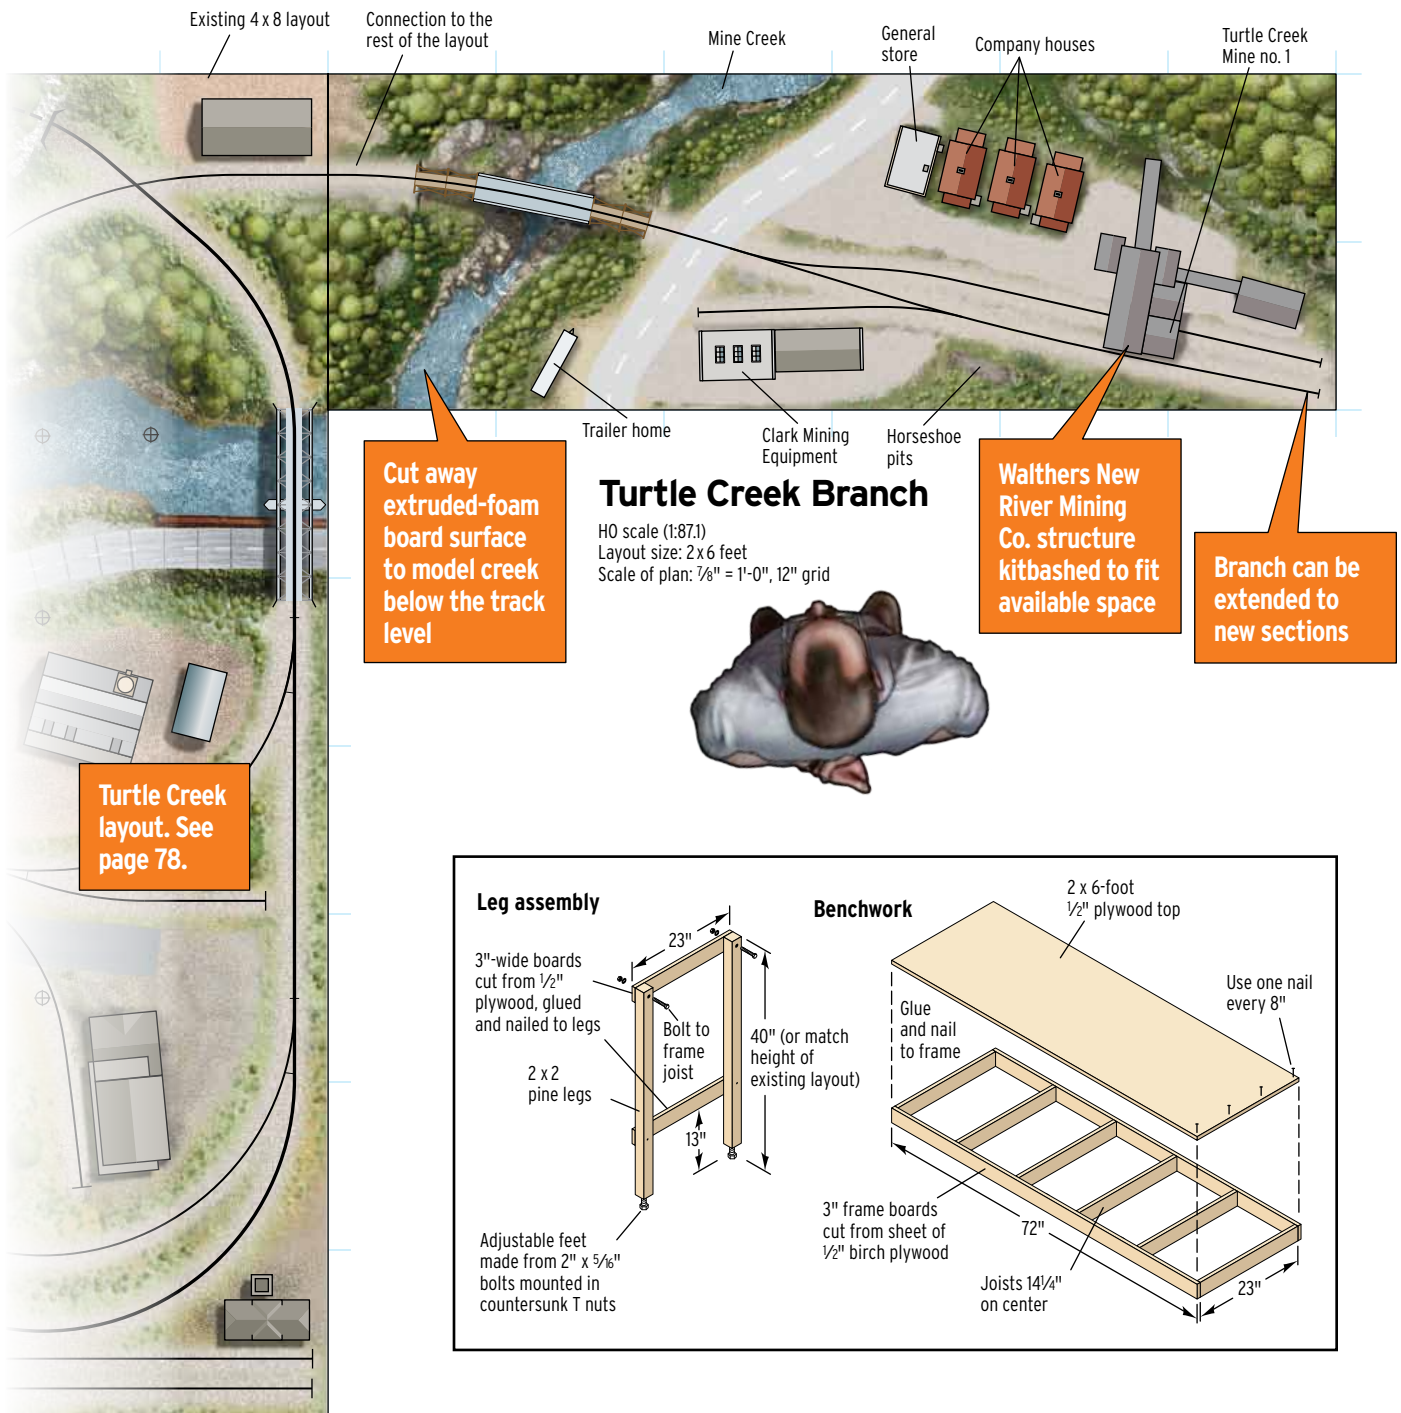 Existing 4 x 8 layout
Connection to the
rest of the layout
Mine Creek
General
store
Company houses
Turtle Creek
Mine no. 1
Trailer home
Clark Mining
Equipment
Horseshoe
pits
Cut away
extruded-foam
board surface
to model creek
below the track
level
Turtle Creek Branch
HO scale (1:87.1)
Layout size: 2 x 6 feet
Scale of plan: 7/8" = 1'-0", 12" grid
Walthers New
River Mining
Co. structure
kitbashed to fit
available space
Branch can be
extended to
new sections
Turtle Creek
layout. See
page 78.
Leg assembly
23"
3"-wide boards
cut from 1/2"
plywood, glued
and nailed to legs
Bolt to
frame
joist
40" (or match
height of
existing layout)
2 x 2
pine legs
13"
Adjustable feet
made from 2" x 5/16"
bolts mounted in
countersunk T nuts
Benchwork
2 x 6-foot
1/2" plywood top
Use one nail
every 8"
Glue
and nail
to frame
3" frame boards
cut from sheet of
1/2" birch plywood
72"
Joists 14 1/4"
on center
23"